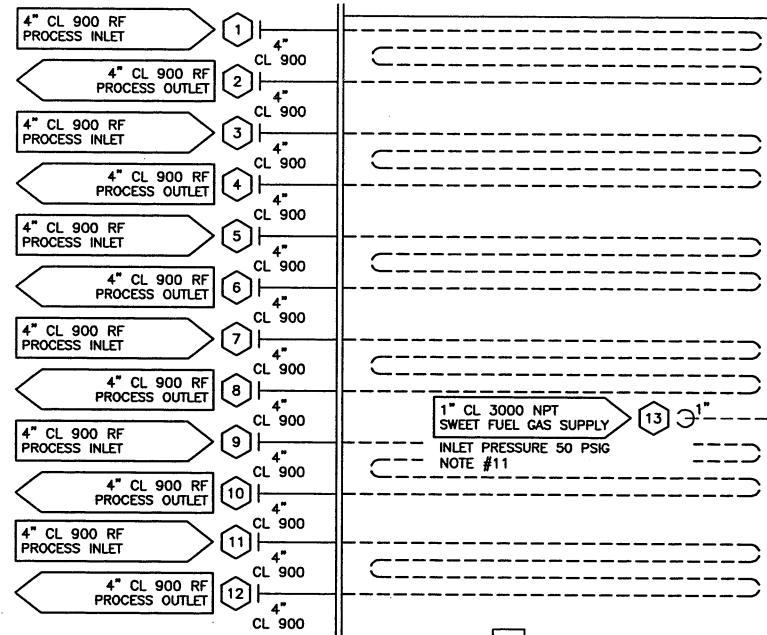 4" CL 900 RF
PROCESS INLET
1
4"
CL 900
4" CL 900 RF
PROCESS OUTLET
2
4"
CL 900
4" CL 900 RF
PROCESS INLET
3
4"
CL 900
4" CL 900 RF
PROCESS OUTLET
4
4"
CL 900
4" CL 900 RF
PROCESS INLET
5
4"
CL 900
4" CL 900 RF
PROCESS OUTLET
6
4"
CL 900
4" CL 900 RF
PROCESS INLET
7
4"
CL 900
4" CL 900 RF
PROCESS OUTLET
8
4"
CL 900
1" CL 3000 NPT
SWEET FUEL GAS SUPPLY
13
1"
INLET PRESSURE 50 PSIG
NOTE #11
4" CL 900 RF
PROCESS INLET
9
4"
CL 900
4" CL 900 RF
PROCESS OUTLET
10
4"
CL 900
4" CL 900 RF
PROCESS INLET
11
4"
CL 900
4" CL 900 RF
PROCESS OUTLET
12
4"
CL 900